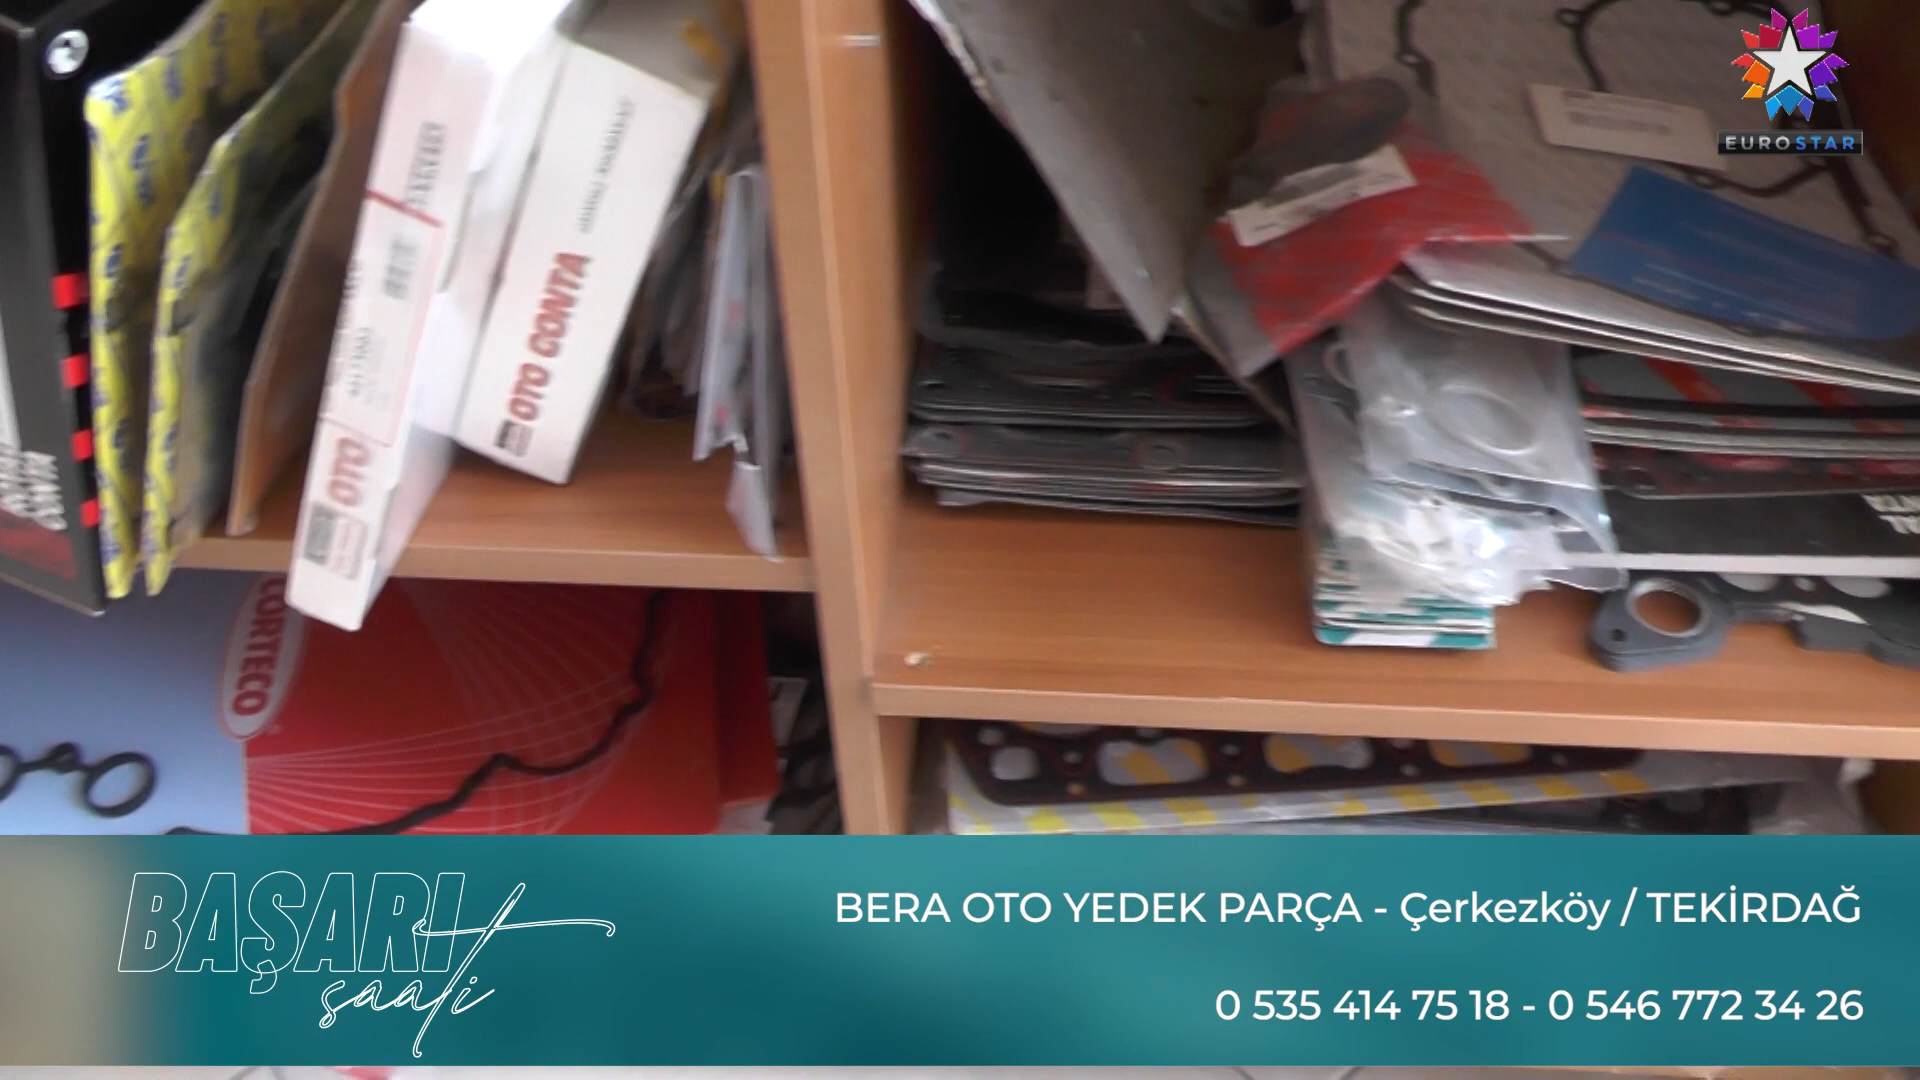 EUROSTAR
OTO CONTA
OTO
CORTECO
BAŞARI
saati
BERA OTO YEDEK PARÇA - Çerkezköy / TEKİRDAĞ
0 535 414 75 18 - 0 546 772 34 26